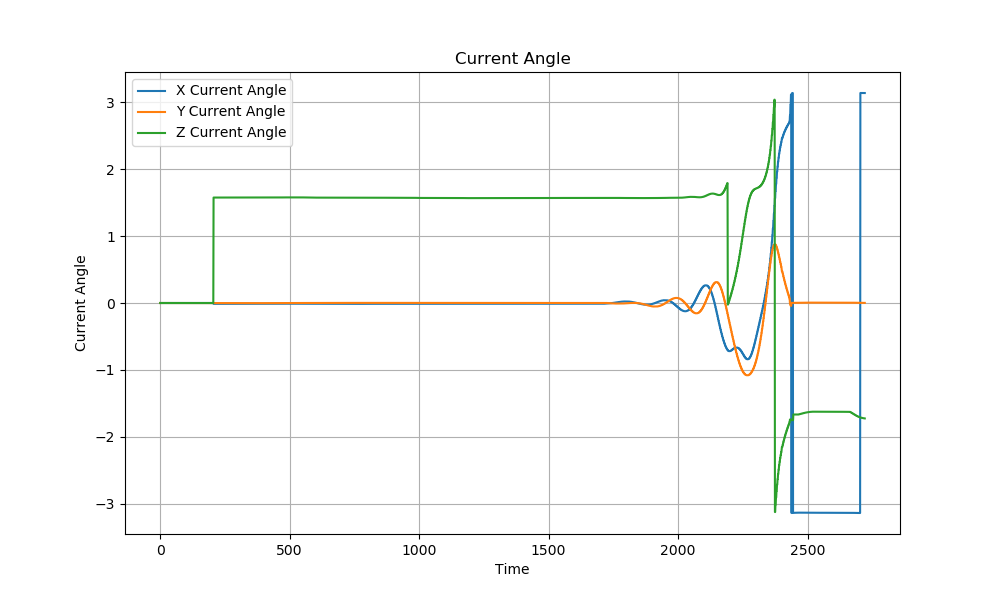 Current Angle
X Current Angle
Y Current Angle
Z Current Angle
Current Angle
3
2
1
0
−1
−2
−3
0 500 1000 1500 2000 2500
Time